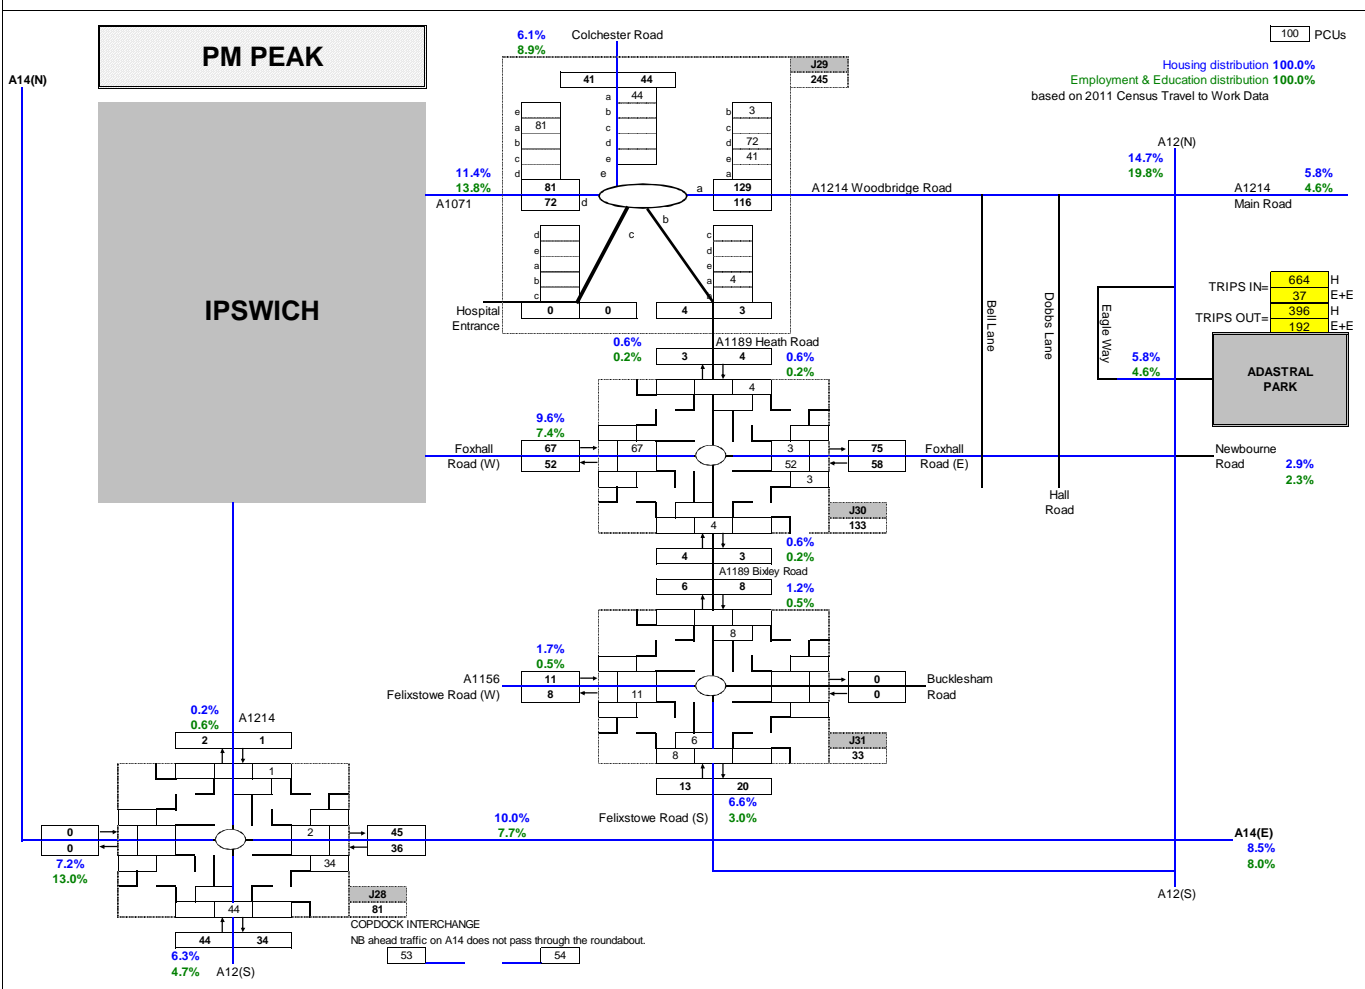 PM PEAK
A14(N)
6.1%
8.9%
Colchester Road
100 PCUs
Housing distribution 100.0%
Employment & Education distribution 100.0%
based on 2011 Census Travel to Work Data
J29
245
41 44
a 44
b
c
d
e
e
a 81
b
c
d
b 3
c
d 72
e 41
a
11.4%
13.8%
A1071
81
72
d
e
a
129
116
A1214 Woodbridge Road
b
c
A12(N)
14.7%
19.8%
A1214
Main Road
5.8%
4.6%
IPSWICH
d
e
a
b
c
c
d
e
a 4
b
Hospital
Entrance
0 0
4 3
Bell Lane
Dobbs Lane
Eagle Way
5.8%
4.6%
TRIPS IN=
664 H
37 E+E
TRIPS OUT=
396 H
192 E+E
ADASTRAL
PARK
0.6%
0.2%
A1189 Heath Road
3 4
0.6%
0.2%
4
9.6%
7.4%
Foxhall
Road (W)
67
52
67
3
52
3
75
58
Foxhall
Road (E)
Newbourne
Road
2.9%
2.3%
Hall
Road
J30
133
4
0.6%
0.2%
4 3
A1189 Bixley Road
6 8
1.2%
0.5%
8
1.7%
0.5%
A1156
Felixstowe Road (W)
11
8
11
0
0
Bucklesham
Road
6
8
J31
33
13 20
6.6%
3.0%
Felixstowe Road (S)
0.2%
0.6%
A1214
2 1
1
0
0
7.2%
13.0%
2
34
45
36
10.0%
7.7%
A14(E)
8.5%
8.0%
A12(S)
J28
81
44
COPDOCK INTERCHANGE
NB ahead traffic on A14 does not pass through the roundabout.
44 34
6.3%
4.7%
A12(S)
53
54